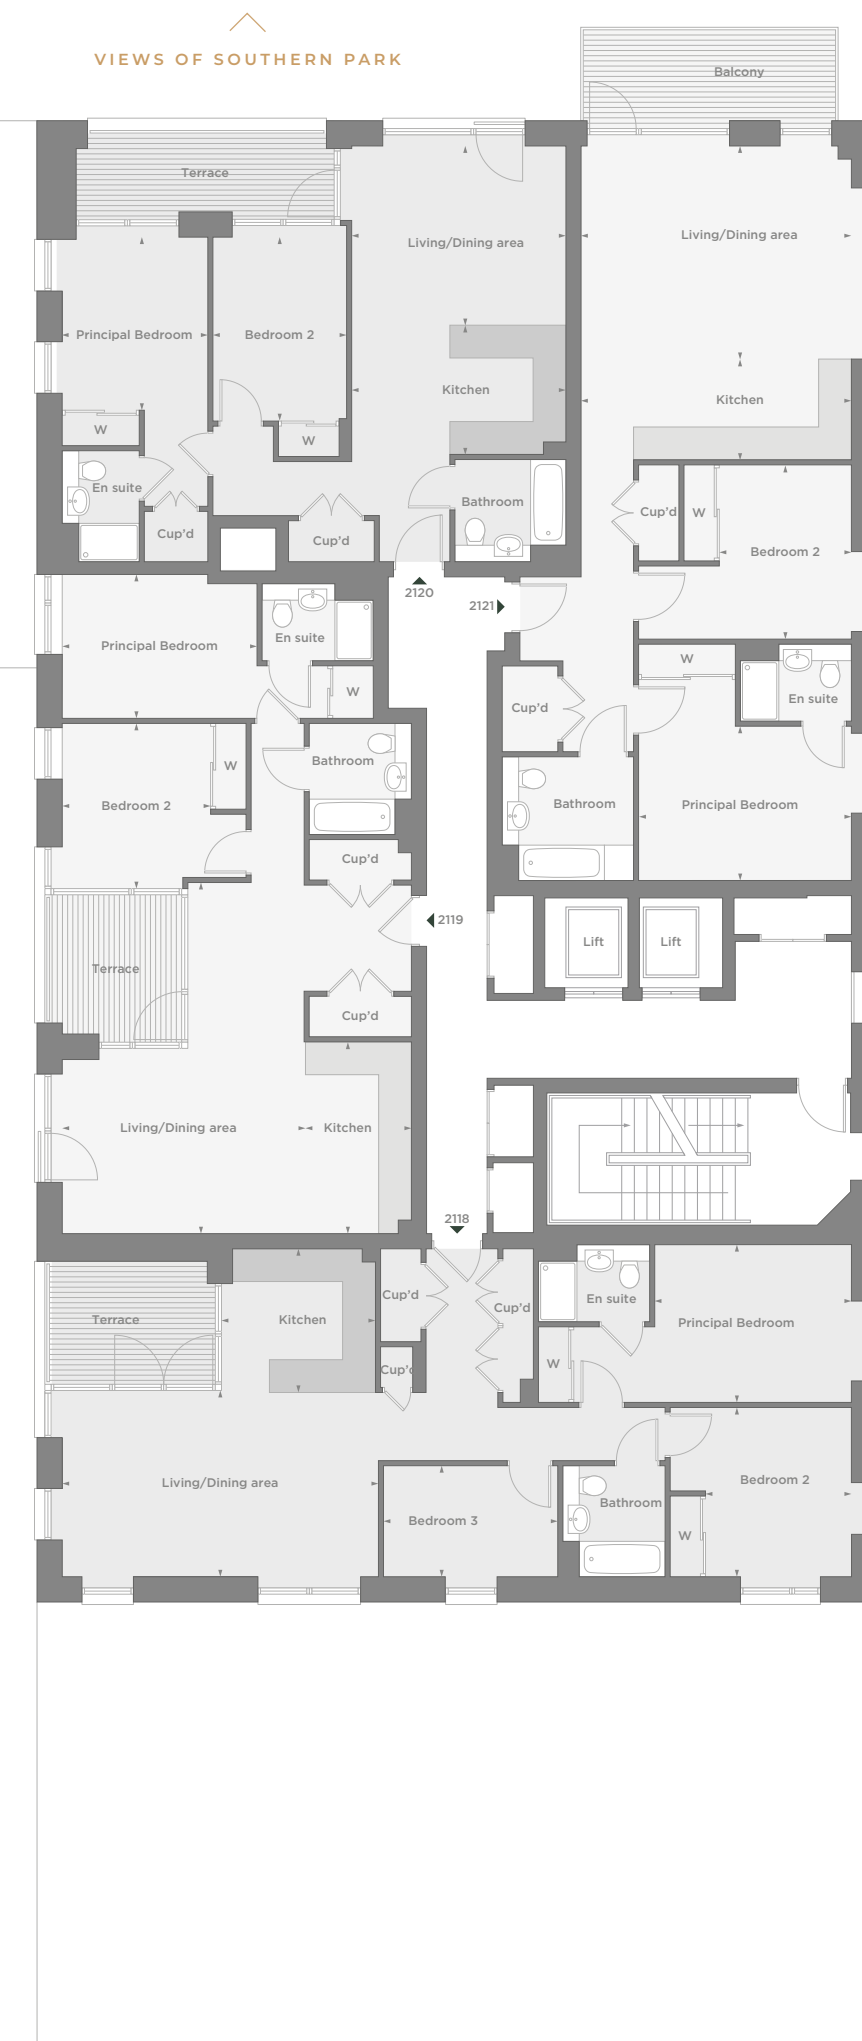 VIEWS OF SOUTHERN PARK
Balcony
Terrace
Living/Dining area
Living/Dining area
Principal Bedroom
Bedroom 2
Kitchen
Kitchen
W
W
En suite
Bathroom
Cup'd
W
Cup'd
Cup'd
Bedroom 2
2120
2121
Principal Bedroom
En suite
W
W
En suite
Cup'd
Bathroom
W
Bedroom 2
Bathroom
Principal Bedroom
Cup'd
2119
Lift
Lift
Terrace
Cup'd
Living/Dining area
Kitchen
2118
Terrace
Kitchen
Cup'd
Cup'd
En suite
Principal Bedroom
W
Cup'd
Living/Dining area
Bedroom 3
Bathroom
Bedroom 2
W